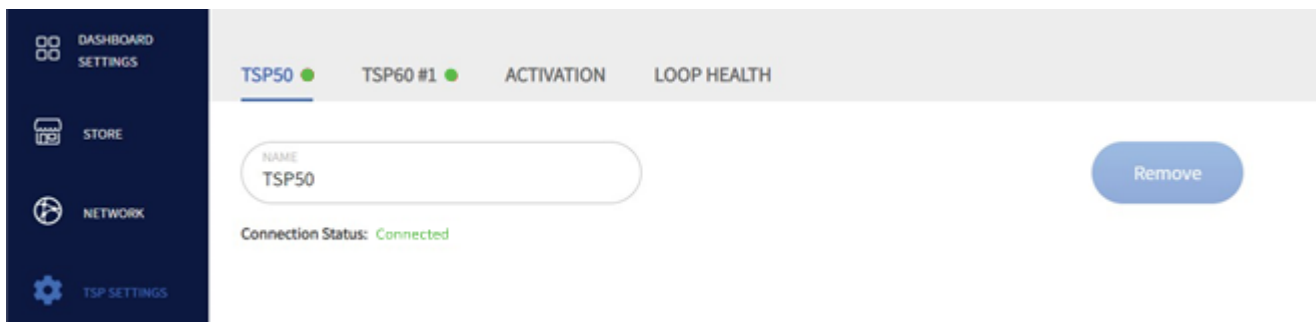 DASHBOARD
SETTINGS
TSP50
TSP60 #1
ACTIVATION
LOOP HEALTH
STORE
NAME
TSP50
Remove
NETWORK
Connection Status: Connected
TSP SETTINGS